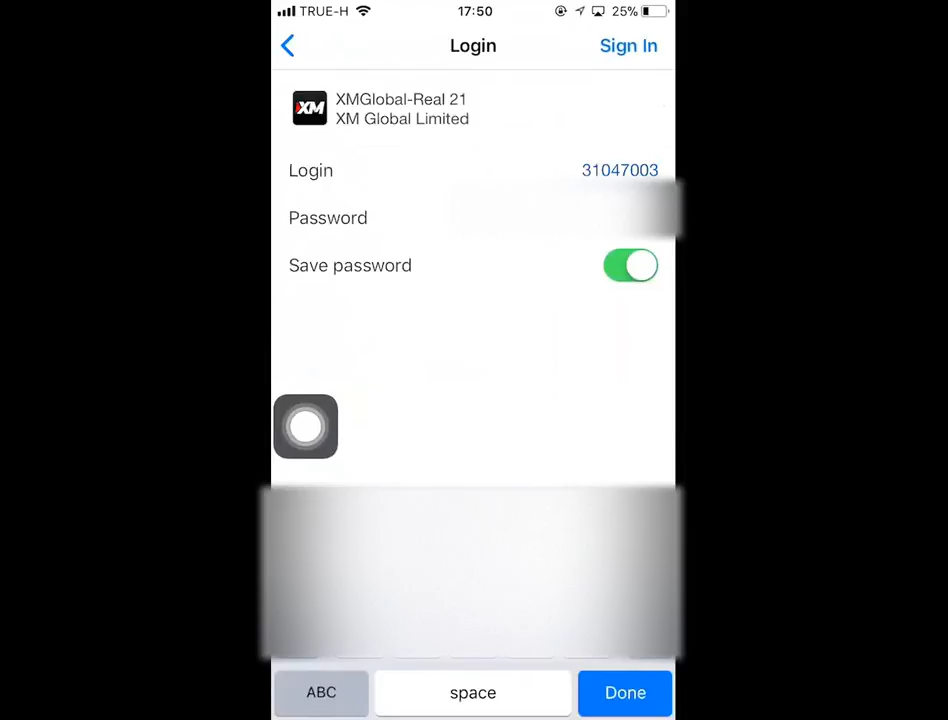 TRUE-H 17:50 25%
Login Sign In
XM XMGlobal-Real 21
XM Global Limited
Login 31047003
Password
Save password
ABC space Done